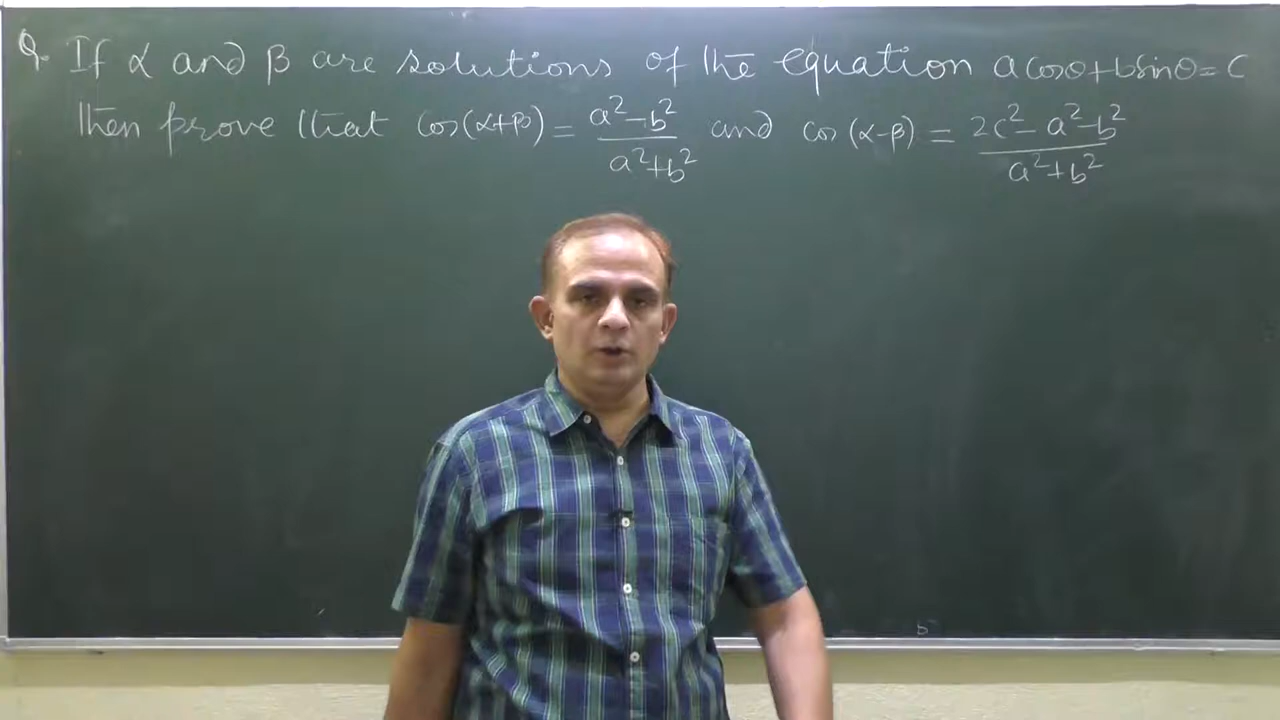 Q. If α and β are solutions of the equation a cosθ + b sinθ = c
then prove that cos(α+β) = (a²-b²)/(a²+b²) and cos(α-β) = (2c²-a²-b²)/(a²+b²)